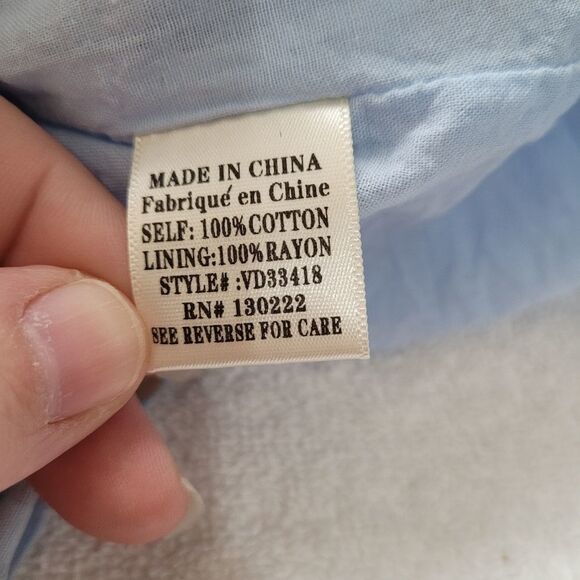 MADE IN CHINA
Fabriqué en Chine
SELF: 100%COTTON
LINING:100%RAYON
STYLE# :VD33418
RN# 130222
SEE REVERSE FOR CARE